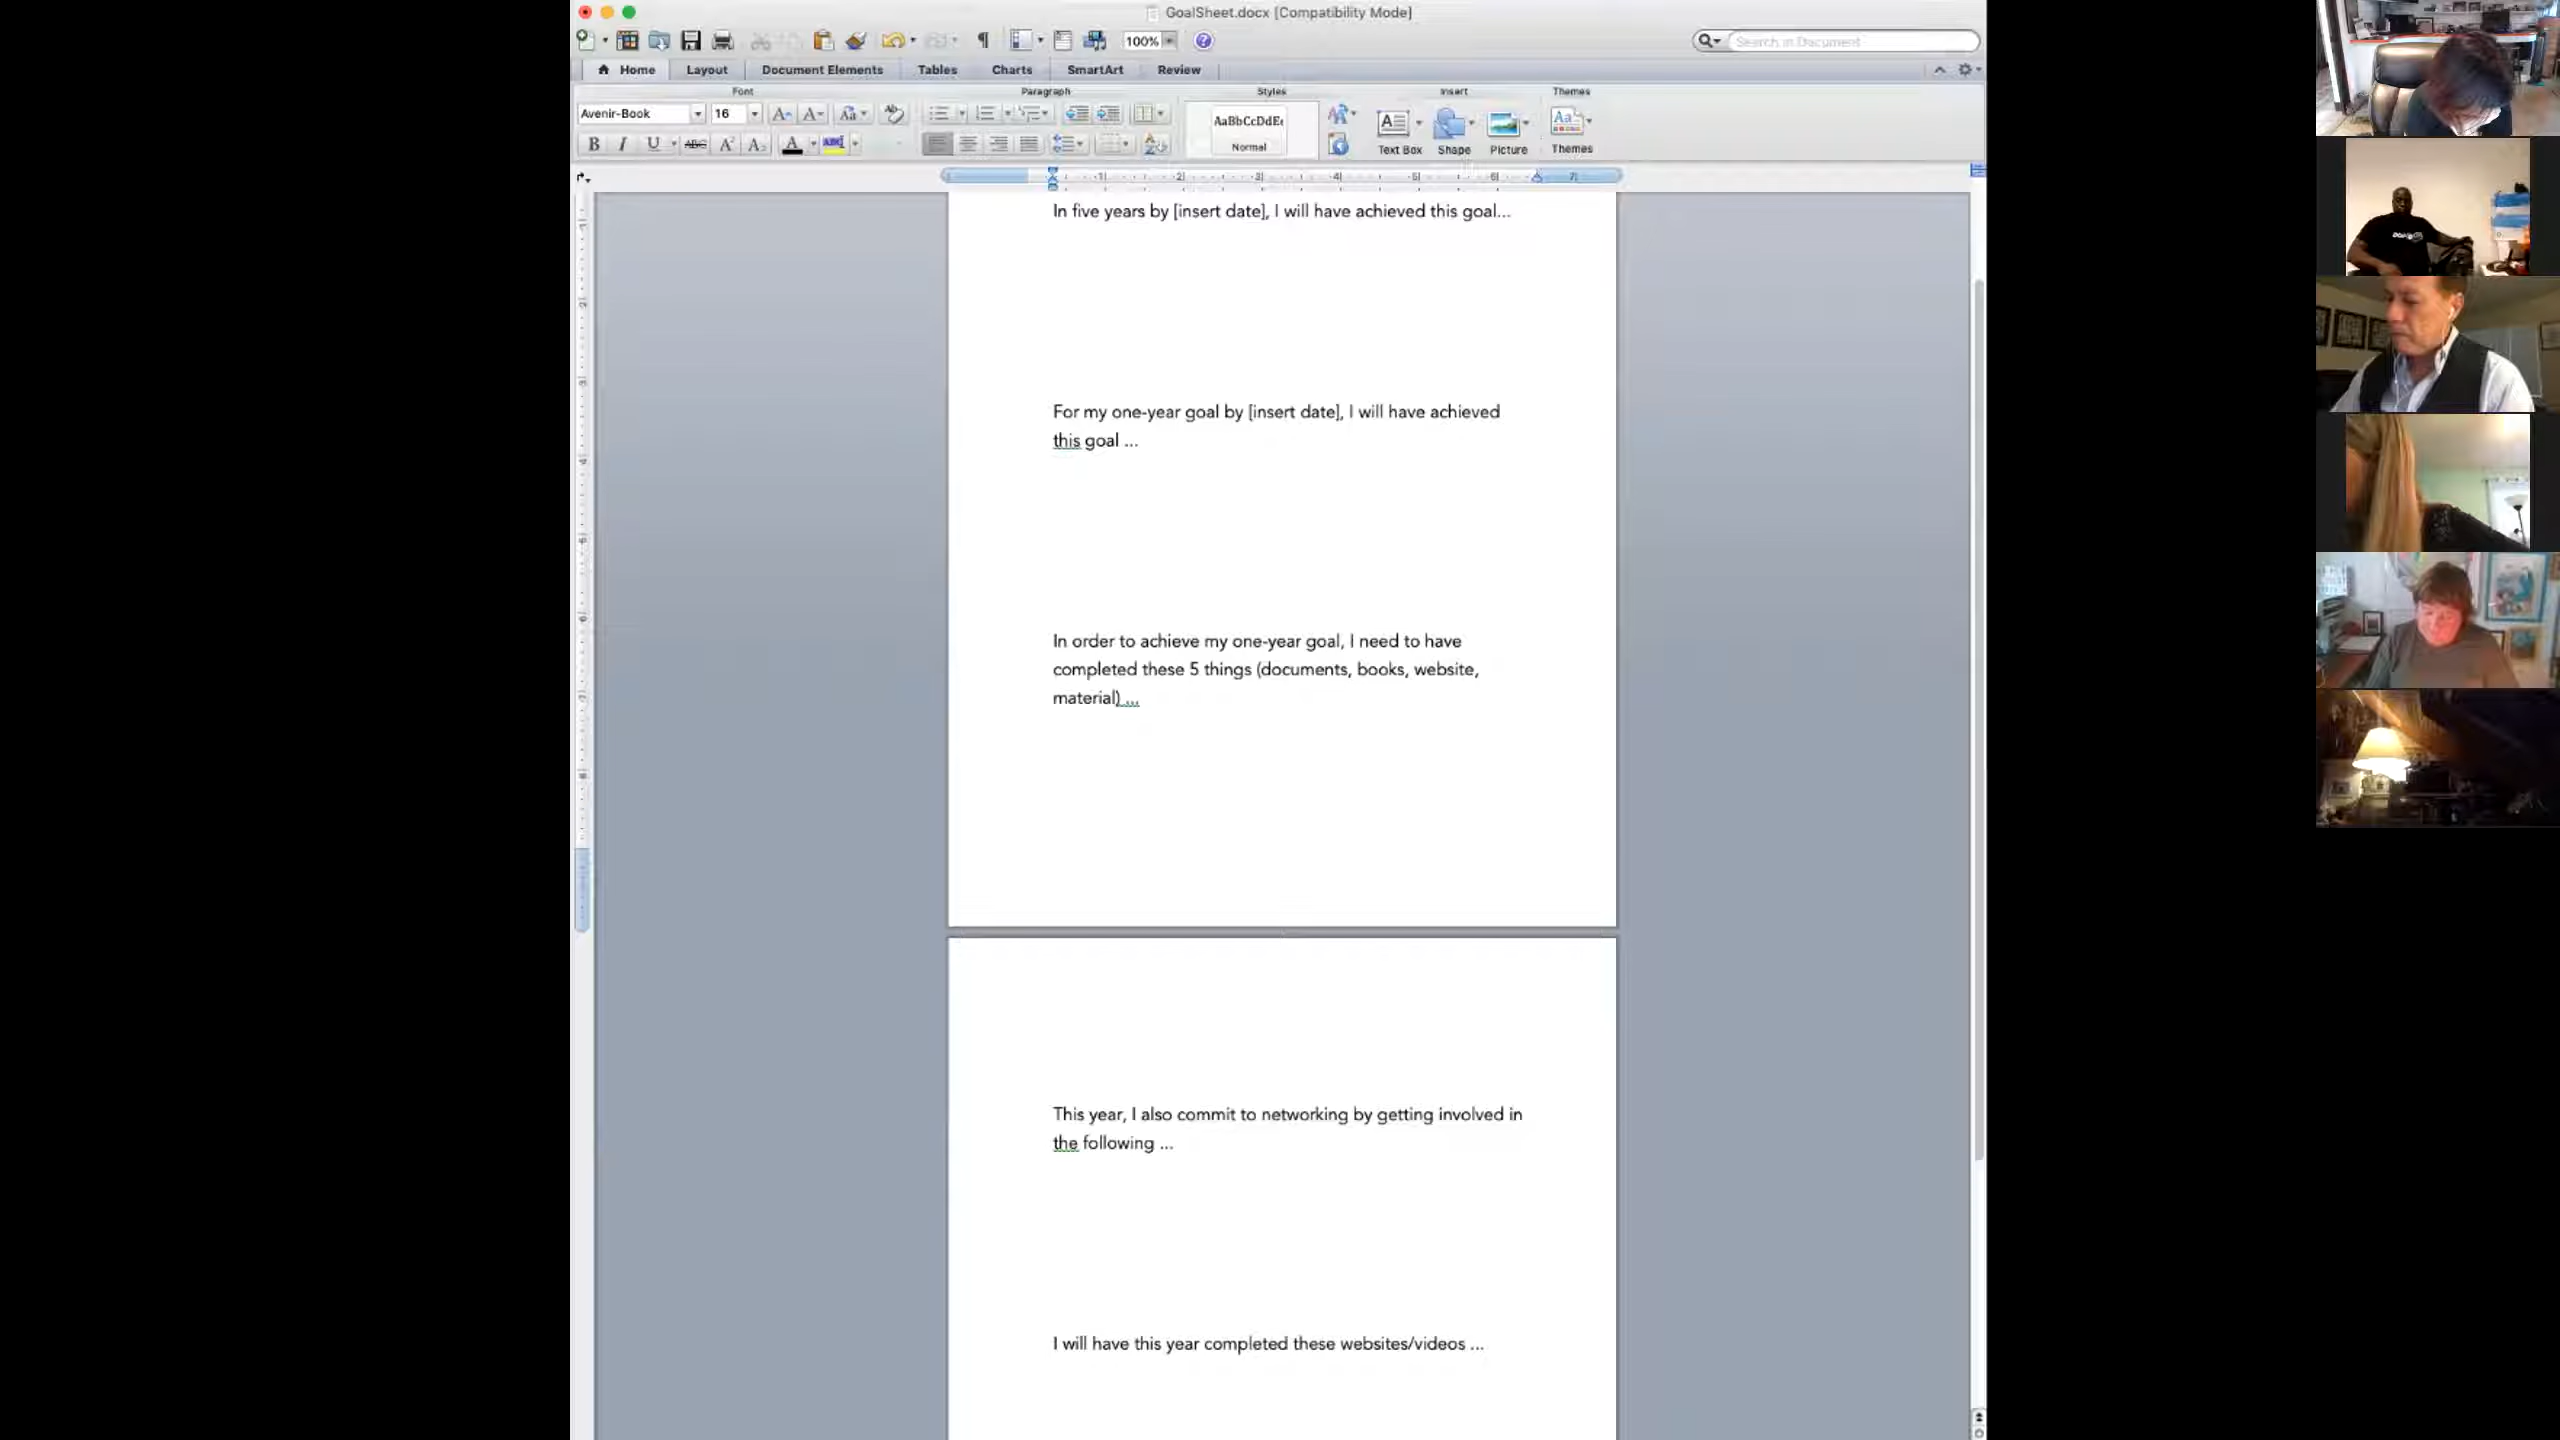 GoalSheet.docx [Compatibility Mode]
100%
Search in Document
Home Layout Document Elements Tables Charts SmartArt Review
Font Paragraph Styles Insert Themes
Avenir-Book 16
AaBbCcDdEe
Normal
Text Box Shape Picture Themes
In five years by [insert date], I will have achieved this goal...
For my one-year goal by [insert date], I will have achieved
this goal ...
In order to achieve my one-year goal, I need to have
completed these 5 things (documents, books, website,
material) ...
This year, I also commit to networking by getting involved in
the following ...
I will have this year completed these websites/videos ...